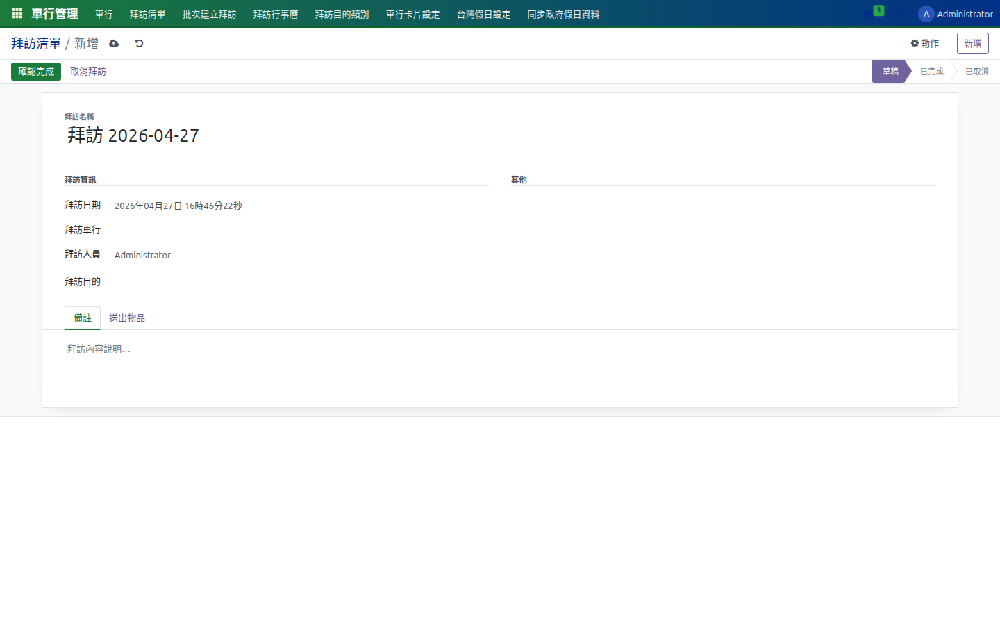 車行管理 車行 拜訪清單 批次建立拜訪 拜訪行事曆 拜訪目的類別 車行卡片設定 台灣假日設定 同步政府假日資料 1 A Administrator
拜訪清單 / 新增 動作 新增
確認完成 取消拜訪 草稿 已完成 已取消
拜訪名稱
拜訪 2026-04-27
拜訪資訊 其他
拜訪日期 2026年04月27日 16時46分22秒
拜訪車行
拜訪人員 Administrator
拜訪目的
備註 送出物品
拜訪內容說明...